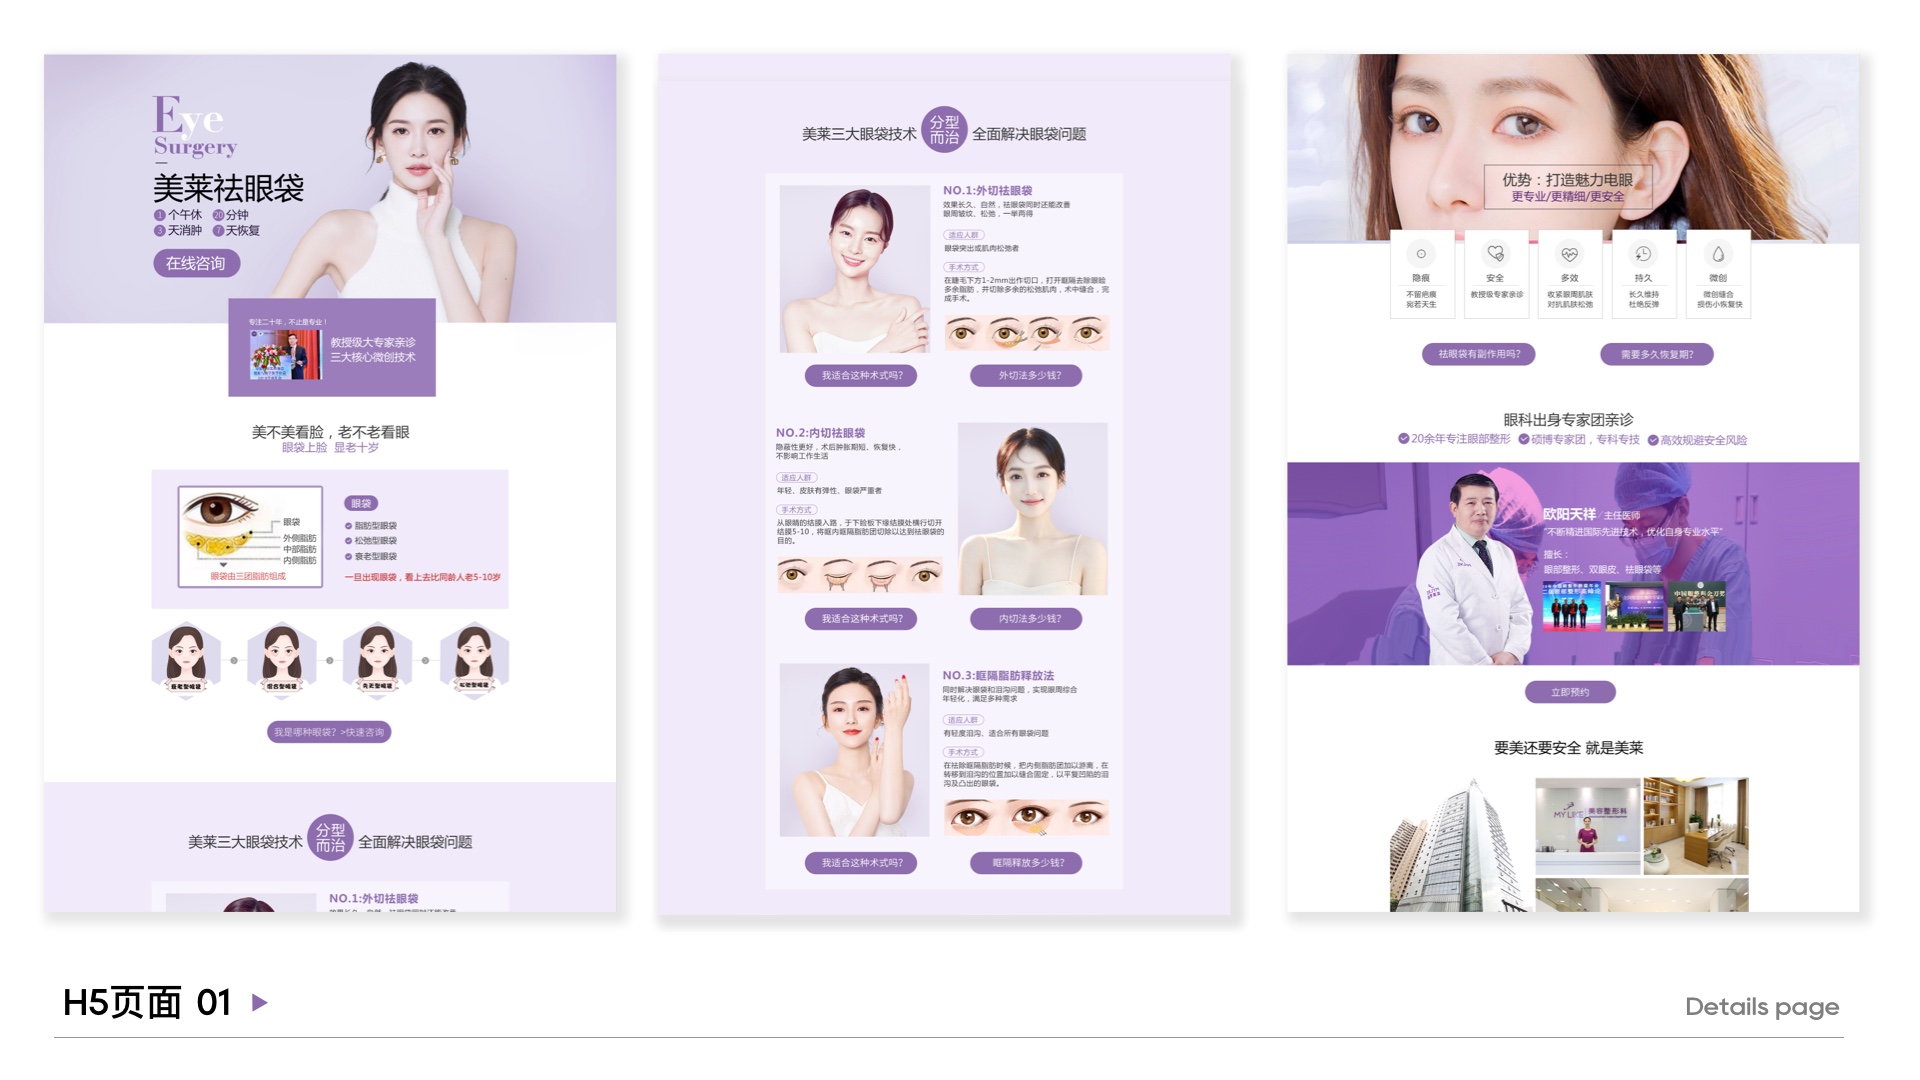 Eye
Surgery
美莱祛眼袋
1 个午休 20 分钟
3 天消肿 7 天恢复
在线咨询
专注二十年，不止是专业！
教授级大专家亲诊
三大核心微创技术
美不美看脸，老不老看眼
眼袋上脸 显老十岁
眼袋
外侧脂肪
中部脂肪
内侧脂肪
眼袋由三团脂肪组成
眼袋
脂肪型眼袋
松弛型眼袋
衰老型眼袋
一旦出现眼袋，看上去比同龄人老5-10岁
混合型眼袋
先天型眼袋
松弛型眼袋
我是哪种眼袋？>快速咨询
美莱三大眼袋技术 分型而治 全面解决眼袋问题
NO.1:外切祛眼袋
美莱三大眼袋技术 分型而治 全面解决眼袋问题
NO.1:外切祛眼袋
效果长久、自然，祛眼袋同时还能改善
眼周皱纹、松弛，一举两得
适应人群
眼袋突出或肌肉松弛者
手术方式
在睫毛下方1-2mm出作切口，打开眶隔去除眼睑
多余脂肪，并切除多余的松弛肌肉，术中缝合，完
成手术。
我适合这种术式吗？
外切法多少钱？
NO.2:内切祛眼袋
隐蔽性更好，术后肿胀期短、恢复快，
不影响工作生活
适应人群
年轻、皮肤有弹性、眼袋严重者
手术方式
从眼睛的结膜入路，于下睑板下缘结膜处横行切开
结膜5-10，将眶内眶隔脂肪团切除以达到祛眼袋的
目的。
我适合这种术式吗？
内切法多少钱？
NO.3:眶隔脂肪释放法
同时解决眼袋和泪沟问题，实现眼周综合
年轻化，满足多种需求
适应人群
有轻度泪沟、适合所有眼袋问题
手术方式
在祛除眶隔脂肪时候，把内侧脂肪团加以游离，在
转移到泪沟的位置加以缝合固定，以平复凹陷的泪
沟及凸出的眼袋。
我适合这种术式吗？
眶隔释放多少钱？
优势：打造魅力电眼
更专业/更精细/更安全
隐痕
不留疤痕
宛若天生
安全
教授级专家亲诊
多效
收紧眼周肌肤
对抗肌肤松弛
持久
长久维持
杜绝反弹
微创
微创缝合
损伤小恢复快
祛眼袋有副作用吗？
需要多久恢复期？
眼科出身专家团亲诊
20余年专注眼部整形 硕博专家团，专科专技 高效规避安全风险
欧阳天祥/主任医师
“不断精进国际先进技术，优化自身专业水平”
擅长：
眼部整形、双眼皮、祛眼袋等
立即预约
要美还要安全 就是美莱
MYLIKE 美容整形科
H5页面 01
Details page